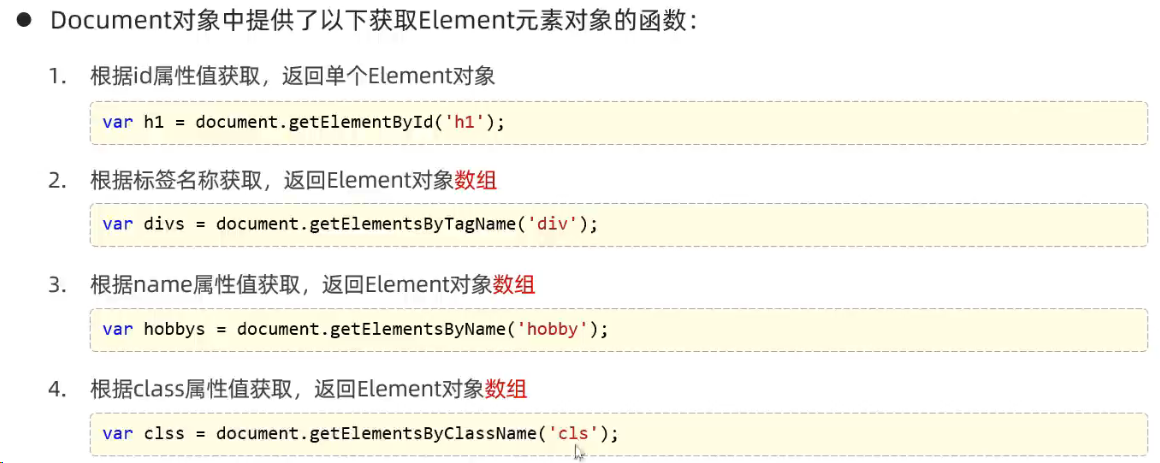 ● Document对象中提供了以下获取Element元素对象的函数：
1. 根据id属性值获取，返回单个Element对象
var h1 = document.getElementById('h1');
2. 根据标签名称获取，返回Element对象数组
var divs = document.getElementsByTagName('div');
3. 根据name属性值获取，返回Element对象数组
var hobbys = document.getElementsByName('hobby');
4. 根据class属性值获取，返回Element对象数组
var clss = document.getElementsByClassName('cls');